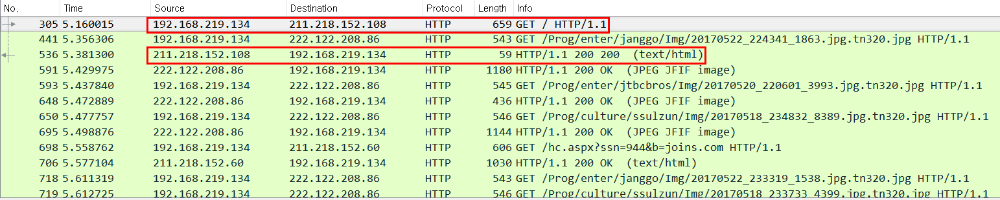 No. Time Source Destination Protocol Length Info
305 5.160015 192.168.219.134 211.218.152.108 HTTP 659 GET / HTTP/1.1
441 5.356306 192.168.219.134 222.122.208.86 HTTP 543 GET /Prog/enter/janggo/Img/20170522_224341_1863.jpg.tn320.jpg HTTP/1.1
536 5.381300 211.218.152.108 192.168.219.134 HTTP 59 HTTP/1.1 200 200 (text/html)
591 5.429975 222.122.208.86 192.168.219.134 HTTP 1180 HTTP/1.1 200 OK (JPEG JFIF image)
593 5.437840 192.168.219.134 222.122.208.86 HTTP 545 GET /Prog/enter/jtbcbros/Img/20170520_220601_3993.jpg.tn320.jpg HTTP/1.1
648 5.472889 222.122.208.86 192.168.219.134 HTTP 436 HTTP/1.1 200 OK (JPEG JFIF image)
650 5.477757 192.168.219.134 222.122.208.86 HTTP 546 GET /Prog/culture/ssulzun/Img/20170518_234832_8389.jpg.tn320.jpg HTTP/1.1
695 5.498876 222.122.208.86 192.168.219.134 HTTP 1144 HTTP/1.1 200 OK (JPEG JFIF image)
698 5.558762 192.168.219.134 211.218.152.60 HTTP 606 GET /hc.aspx?ssn=944&b=joins.com HTTP/1.1
706 5.577104 211.218.152.60 192.168.219.134 HTTP 1030 HTTP/1.1 200 OK (text/html)
718 5.611319 192.168.219.134 222.122.208.86 HTTP 543 GET /Prog/enter/janggo/Img/20170522_233319_1538.jpg.tn320.jpg HTTP/1.1
719 5.612725 192.168.219.134 222.122.208.86 HTTP 546 GET /Prog/culture/ssulzun/Img/20170518_233733_4399.jpg.tn320.jpg HTTP/1.1